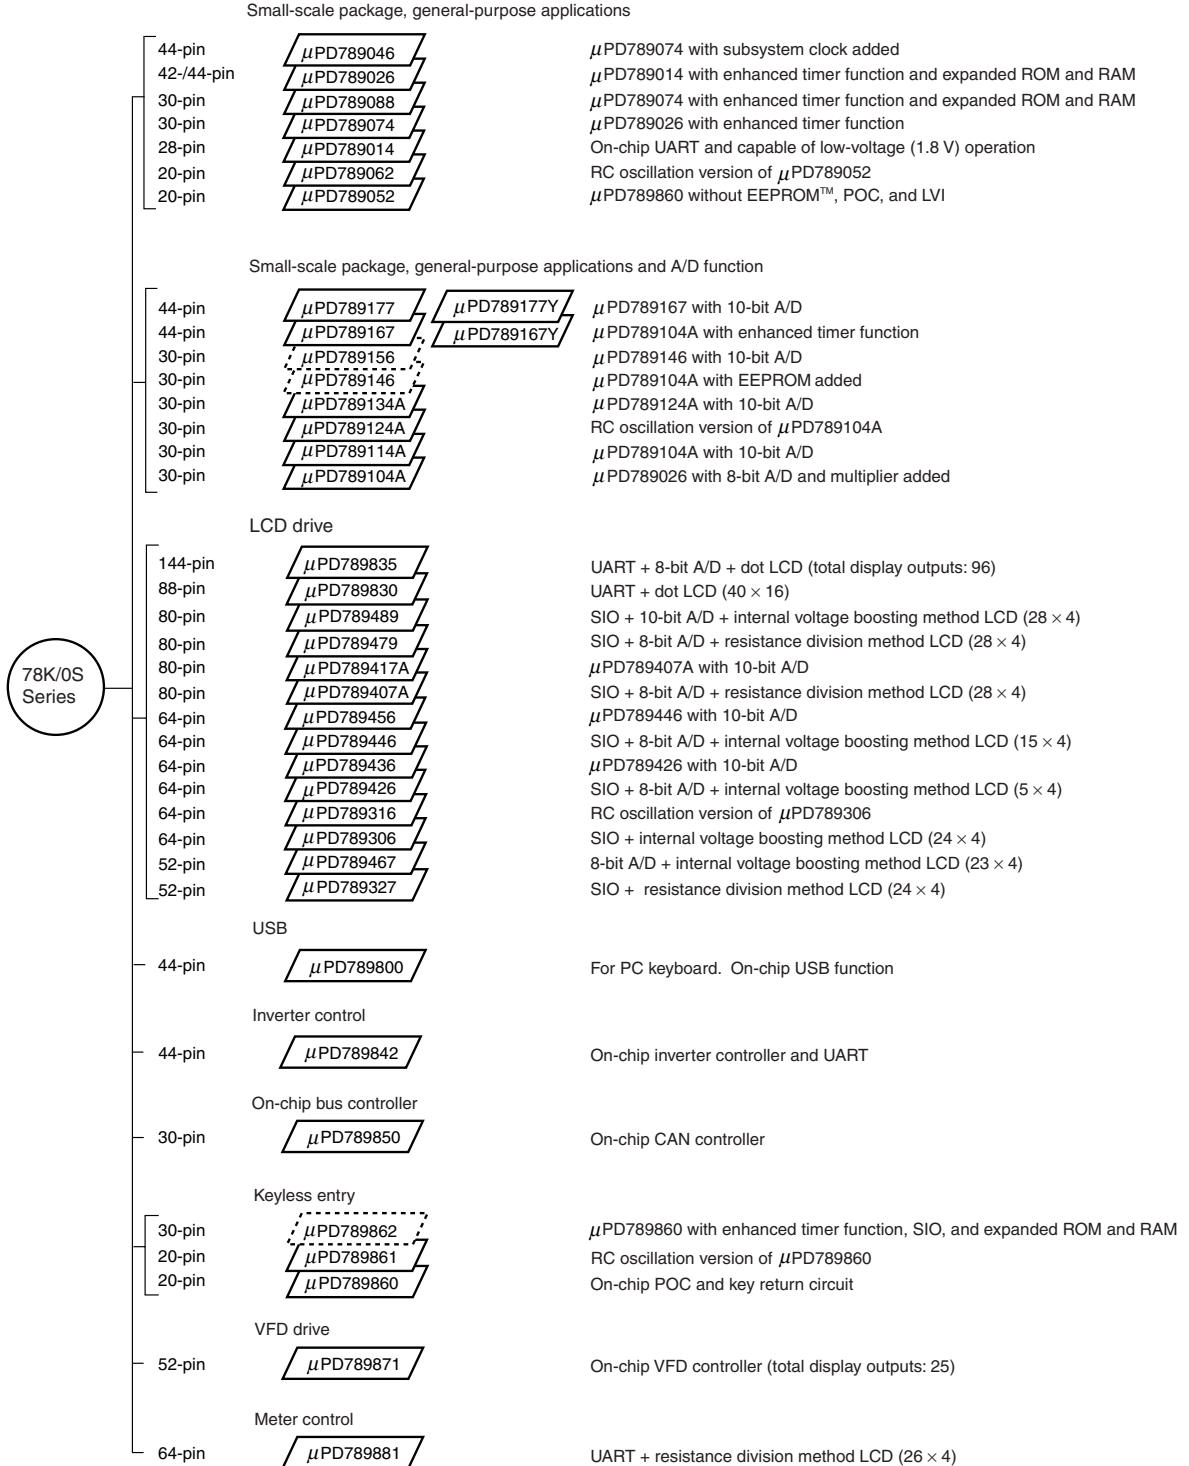 Small-scale package, general-purpose applications
44-pin μPD789046 μPD789074 with subsystem clock added
42-/44-pin μPD789026 μPD789014 with enhanced timer function and expanded ROM and RAM
30-pin μPD789088 μPD789074 with enhanced timer function and expanded ROM and RAM
30-pin μPD789074 μPD789026 with enhanced timer function
28-pin μPD789014 On-chip UART and capable of low-voltage (1.8 V) operation
20-pin μPD789062 RC oscillation version of μPD789052
20-pin μPD789052 μPD789860 without EEPROM™, POC, and LVI
Small-scale package, general-purpose applications and A/D function
44-pin μPD789177 μPD789177Y μPD789167 with 10-bit A/D
44-pin μPD789167 μPD789167Y μPD789104A with enhanced timer function
30-pin μPD789156 μPD789146 with 10-bit A/D
30-pin μPD789146 μPD789104A with EEPROM added
30-pin μPD789134A μPD789124A with 10-bit A/D
30-pin μPD789124A RC oscillation version of μPD789104A
30-pin μPD789114A μPD789104A with 10-bit A/D
30-pin μPD789104A μPD789026 with 8-bit A/D and multiplier added
LCD drive
144-pin μPD789835 UART + 8-bit A/D + dot LCD (total display outputs: 96)
88-pin μPD789830 UART + dot LCD (40 × 16)
80-pin μPD789489 SIO + 10-bit A/D + internal voltage boosting method LCD (28 × 4)
80-pin μPD789479 SIO + 8-bit A/D + resistance division method LCD (28 × 4)
80-pin μPD789417A μPD789407A with 10-bit A/D
80-pin μPD789407A SIO + 8-bit A/D + resistance division method LCD (28 × 4)
64-pin μPD789456 μPD789446 with 10-bit A/D
64-pin μPD789446 SIO + 8-bit A/D + internal voltage boosting method LCD (15 × 4)
64-pin μPD789436 μPD789426 with 10-bit A/D
64-pin μPD789426 SIO + 8-bit A/D + internal voltage boosting method LCD (5 × 4)
64-pin μPD789316 RC oscillation version of μPD789306
64-pin μPD789306 SIO + internal voltage boosting method LCD (24 × 4)
52-pin μPD789467 8-bit A/D + internal voltage boosting method LCD (23 × 4)
52-pin μPD789327 SIO + resistance division method LCD (24 × 4)
78K/0S
Series
USB
44-pin μPD789800 For PC keyboard. On-chip USB function
Inverter control
44-pin μPD789842 On-chip inverter controller and UART
On-chip bus controller
30-pin μPD789850 On-chip CAN controller
Keyless entry
30-pin μPD789862 μPD789860 with enhanced timer function, SIO, and expanded ROM and RAM
20-pin μPD789861 RC oscillation version of μPD789860
20-pin μPD789860 On-chip POC and key return circuit
VFD drive
52-pin μPD789871 On-chip VFD controller (total display outputs: 25)
Meter control
64-pin μPD789881 UART + resistance division method LCD (26 × 4)